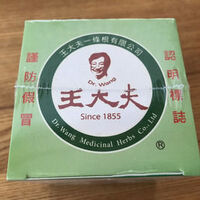 王大夫一條根有限公司
謹防假冒
認明標誌
Dr. Wang
王大夫
Since 1855
Dr. Wang Medicinal Herbs Co., Ltd
®